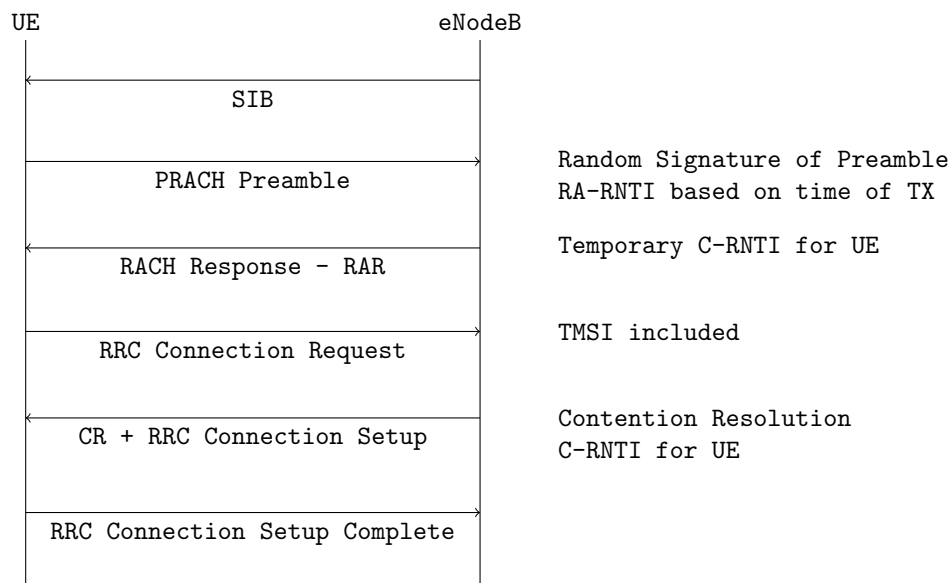 UE
eNodeB
SIB
PRACH Preamble
Random Signature of Preamble
RA-RNTI based on time of TX
RACH Response - RAR
Temporary C-RNTI for UE
RRC Connection Request
TMSI included
CR + RRC Connection Setup
Contention Resolution
C-RNTI for UE
RRC Connection Setup Complete